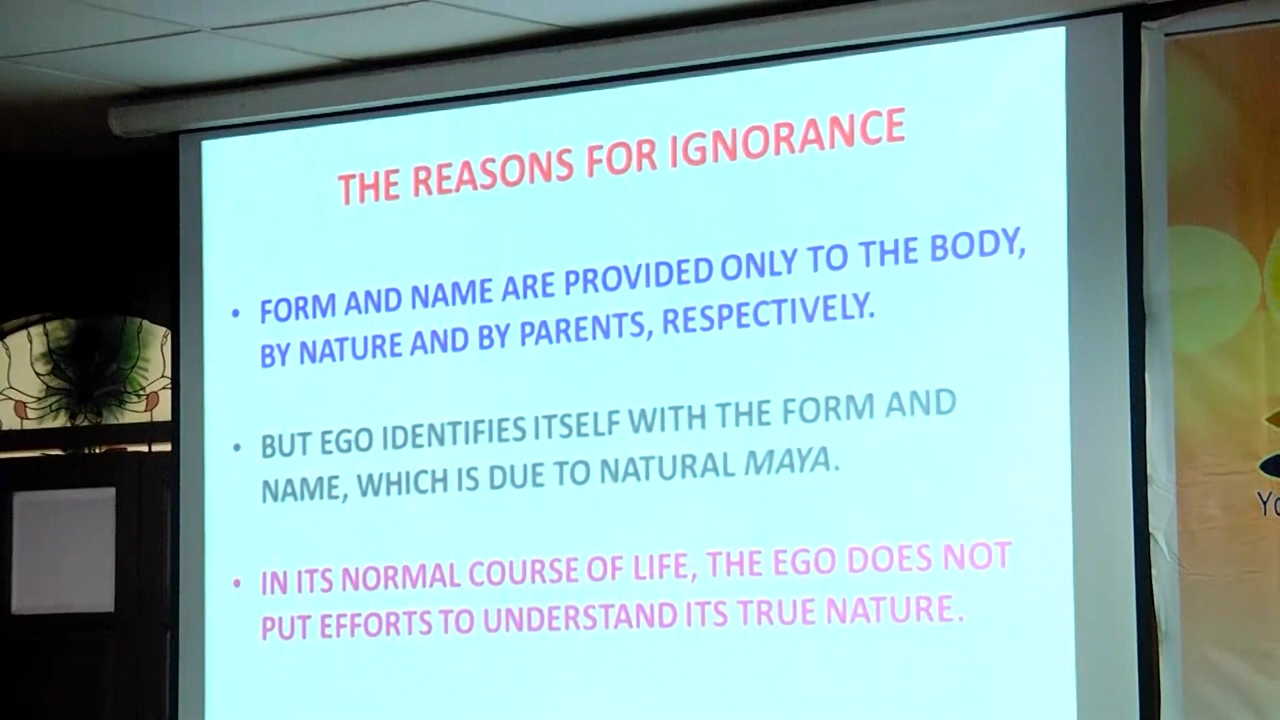 THE REASONS FOR IGNORANCE
• FORM AND NAME ARE PROVIDED ONLY TO THE BODY,
BY NATURE AND BY PARENTS, RESPECTIVELY.
• BUT EGO IDENTIFIES ITSELF WITH THE FORM AND
NAME, WHICH IS DUE TO NATURAL MAYA.
• IN ITS NORMAL COURSE OF LIFE, THE EGO DOES NOT
PUT EFFORTS TO UNDERSTAND ITS TRUE NATURE.